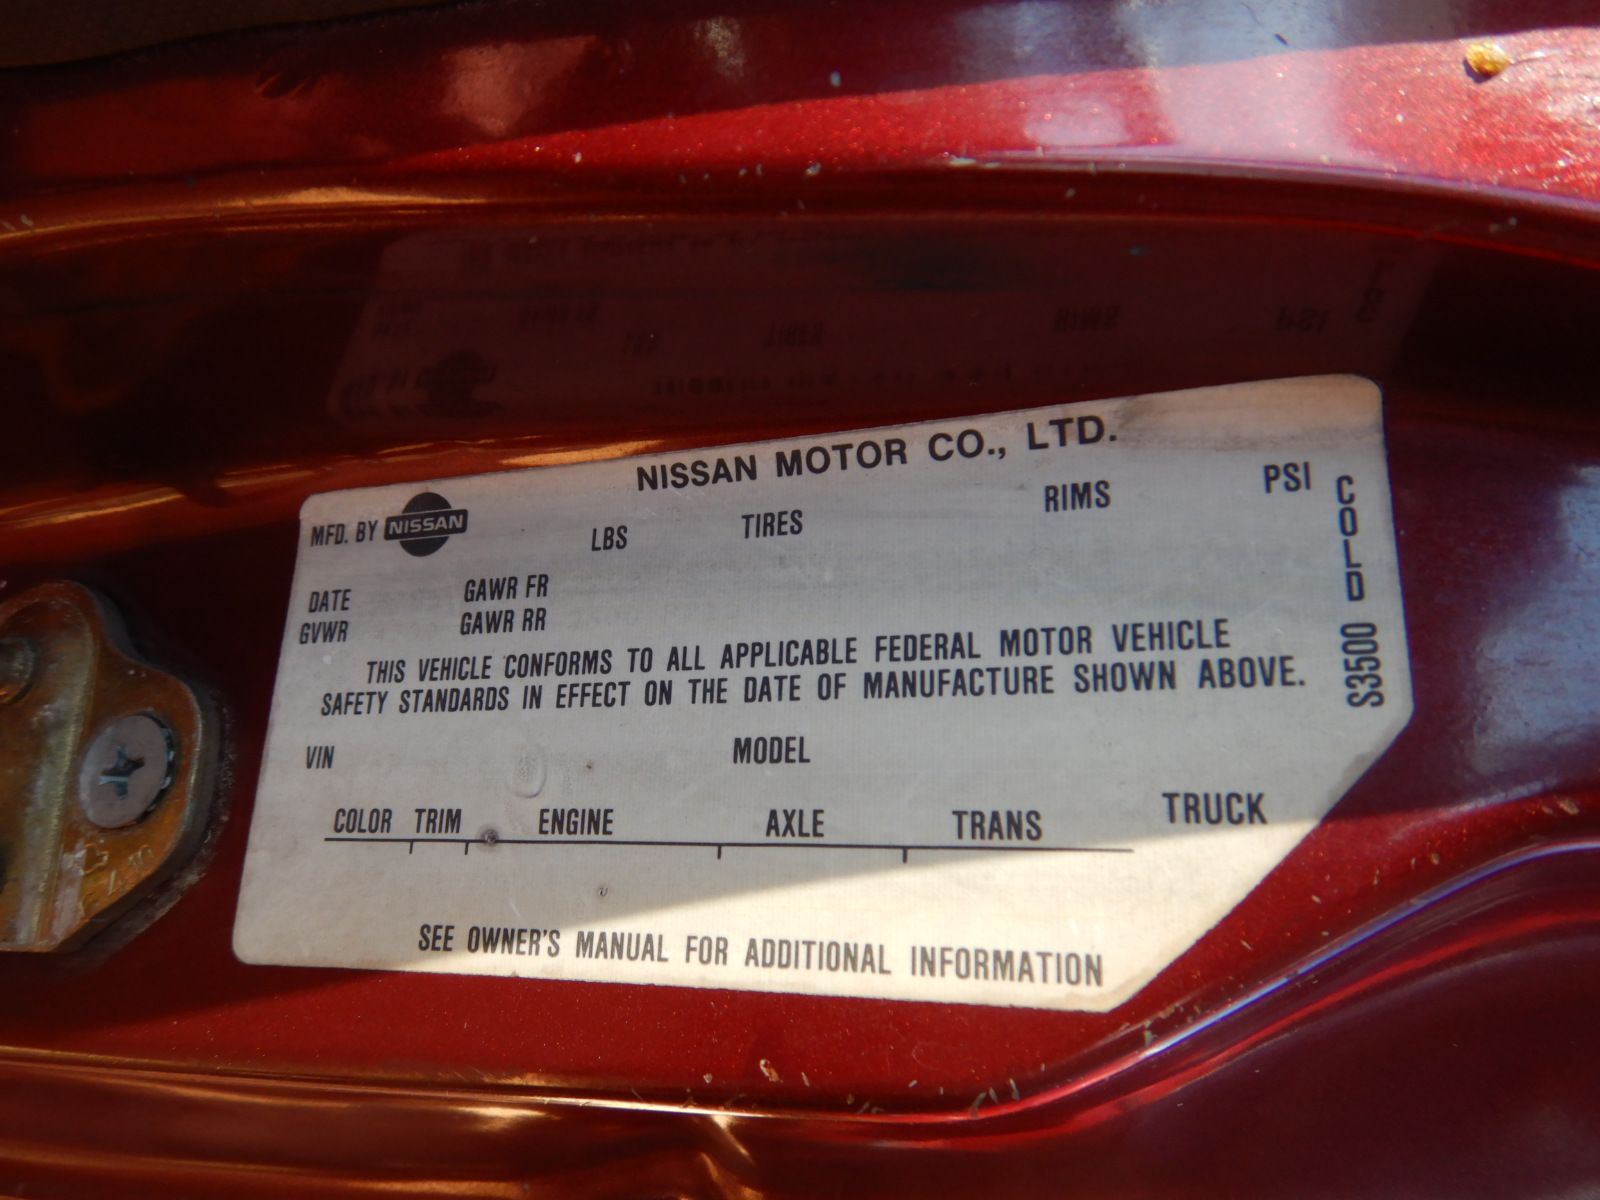 NISSAN MOTOR CO., LTD.
MFD. BY NISSAN LBS TIRES RIMS PSI COLD
DATE GAWR FR
GVWR GAWR RR
THIS VEHICLE CONFORMS TO ALL APPLICABLE FEDERAL MOTOR VEHICLE
SAFETY STANDARDS IN EFFECT ON THE DATE OF MANUFACTURE SHOWN ABOVE.
S3500
VIN MODEL
COLOR TRIM ENGINE AXLE TRANS TRUCK
SEE OWNER'S MANUAL FOR ADDITIONAL INFORMATION